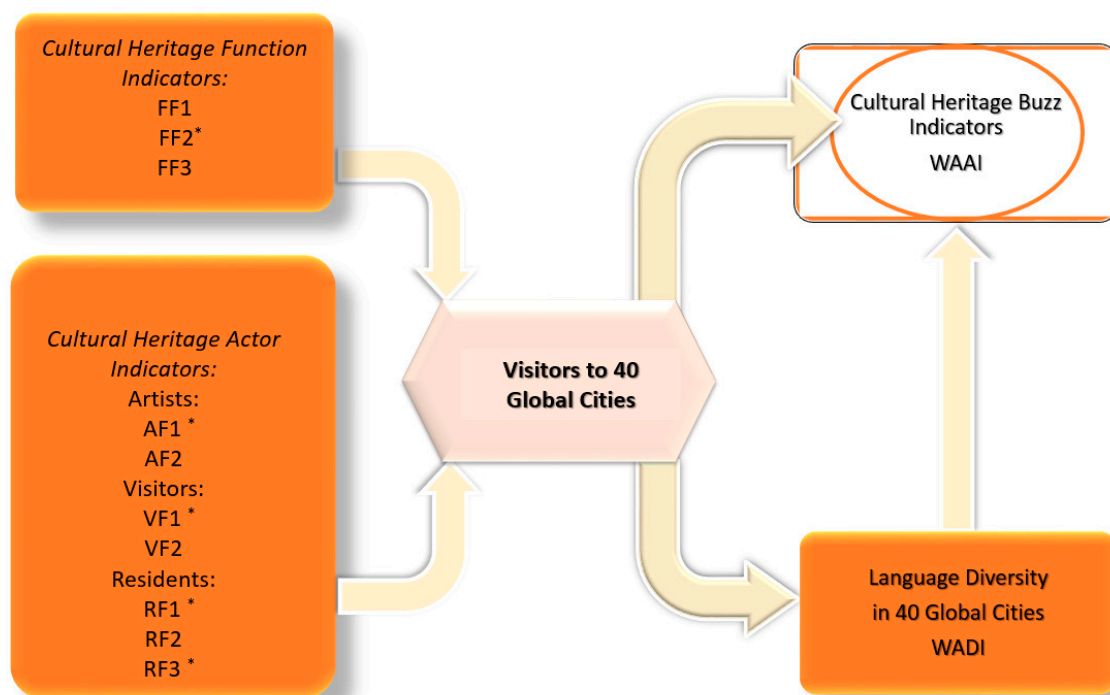 Cultural Heritage Function
Indicators:
FF1
FF2*
FF3
Cultural Heritage Actor
Indicators:
Artists:
AF1 *
AF2
Visitors:
VF1 *
VF2
Residents:
RF1 *
RF2
RF3 *
Visitors to 40
Global Cities
Cultural Heritage Buzz
Indicators
WAAI
Language Diversity
in 40 Global Cities
WADI